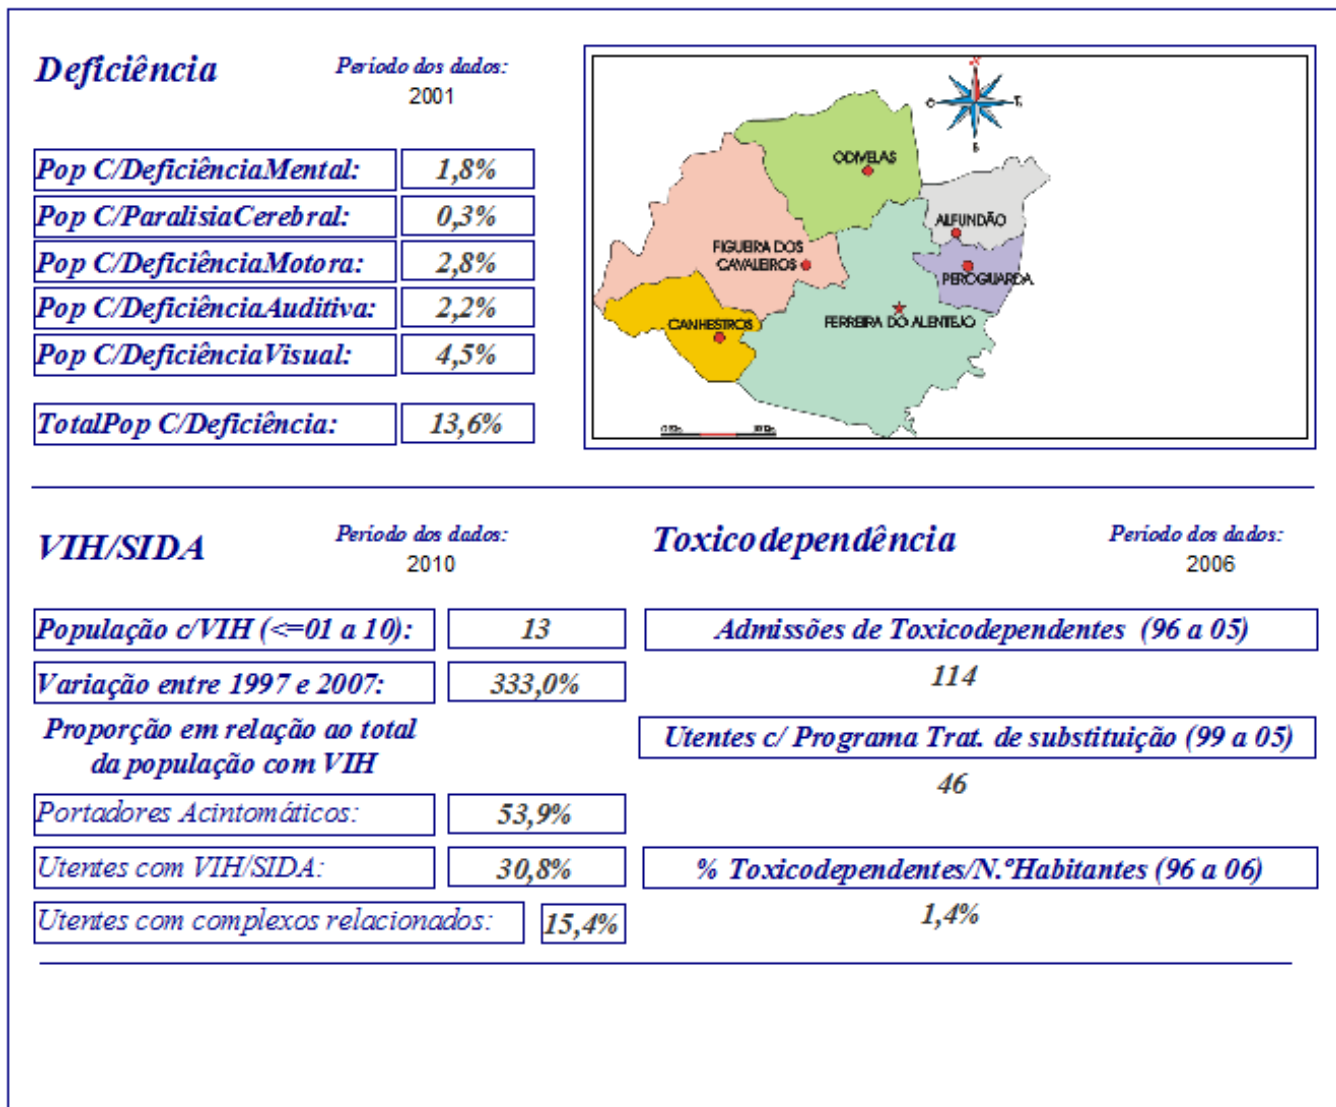 Deficiência
Período dos dados:
2001
Pop C/DeficiênciaMental: 1,8%
Pop C/ParalisiaCerebral: 0,3%
Pop C/DeficiênciaMotora: 2,8%
Pop C/DeficiênciaAuditiva: 2,2%
Pop C/DeficiênciaVisual: 4,5%
TotalPop C/Deficiência: 13,6%
N
O
E
S
ODIVELAS
ALFUNDÃO
FIGUEIRA DOS
CAVALEIROS
PEROGUARDA
CANHESTROS
FERREIRA DO ALENTEJO
VIH/SIDA
Período dos dados:
2010
População c/VIH (<=01 a 10): 13
Variação entre 1997 e 2007: 333,0%
Proporção em relação ao total
da população com VIH
Portadores Acintomáticos: 53,9%
Utentes com VIH/SIDA: 30,8%
Utentes com complexos relacionados: 15,4%
Toxicodependência
Período dos dados:
2006
Admissões de Toxicodependentes (96 a 05)
114
Utentes c/ Programa Trat. de substituição (99 a 05)
46
% Toxicodependentes/N.ºHabitantes (96 a 06)
1,4%